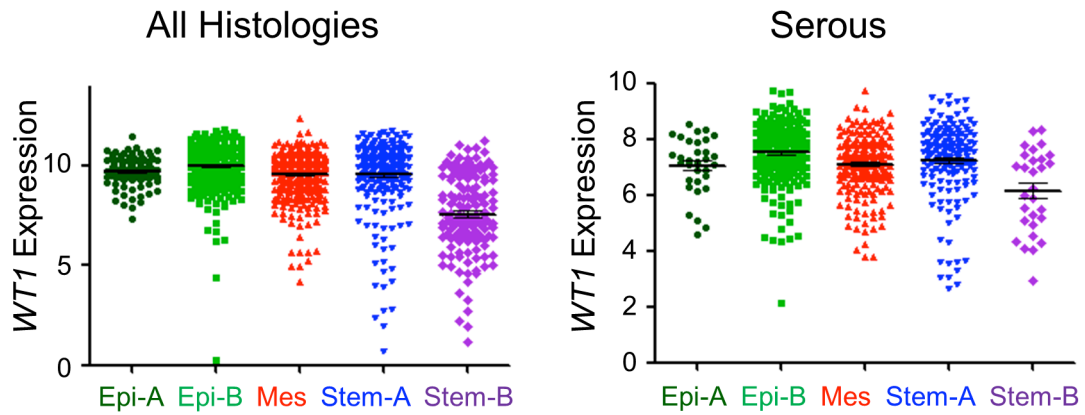 All Histologies
WT1 Expression
10
5
0
Epi-A Epi-B Mes Stem-A Stem-B
Serous
WT1 Expression
10
8
6
4
2
0
Epi-A Epi-B Mes Stem-A Stem-B